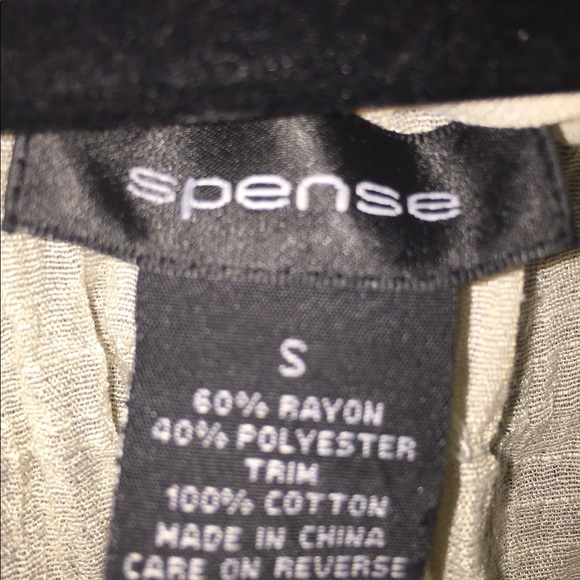 spense
S
60% RAYON
40% POLYESTER
TRIM
100% COTTON
MADE IN CHINA
CARE ON REVERSE